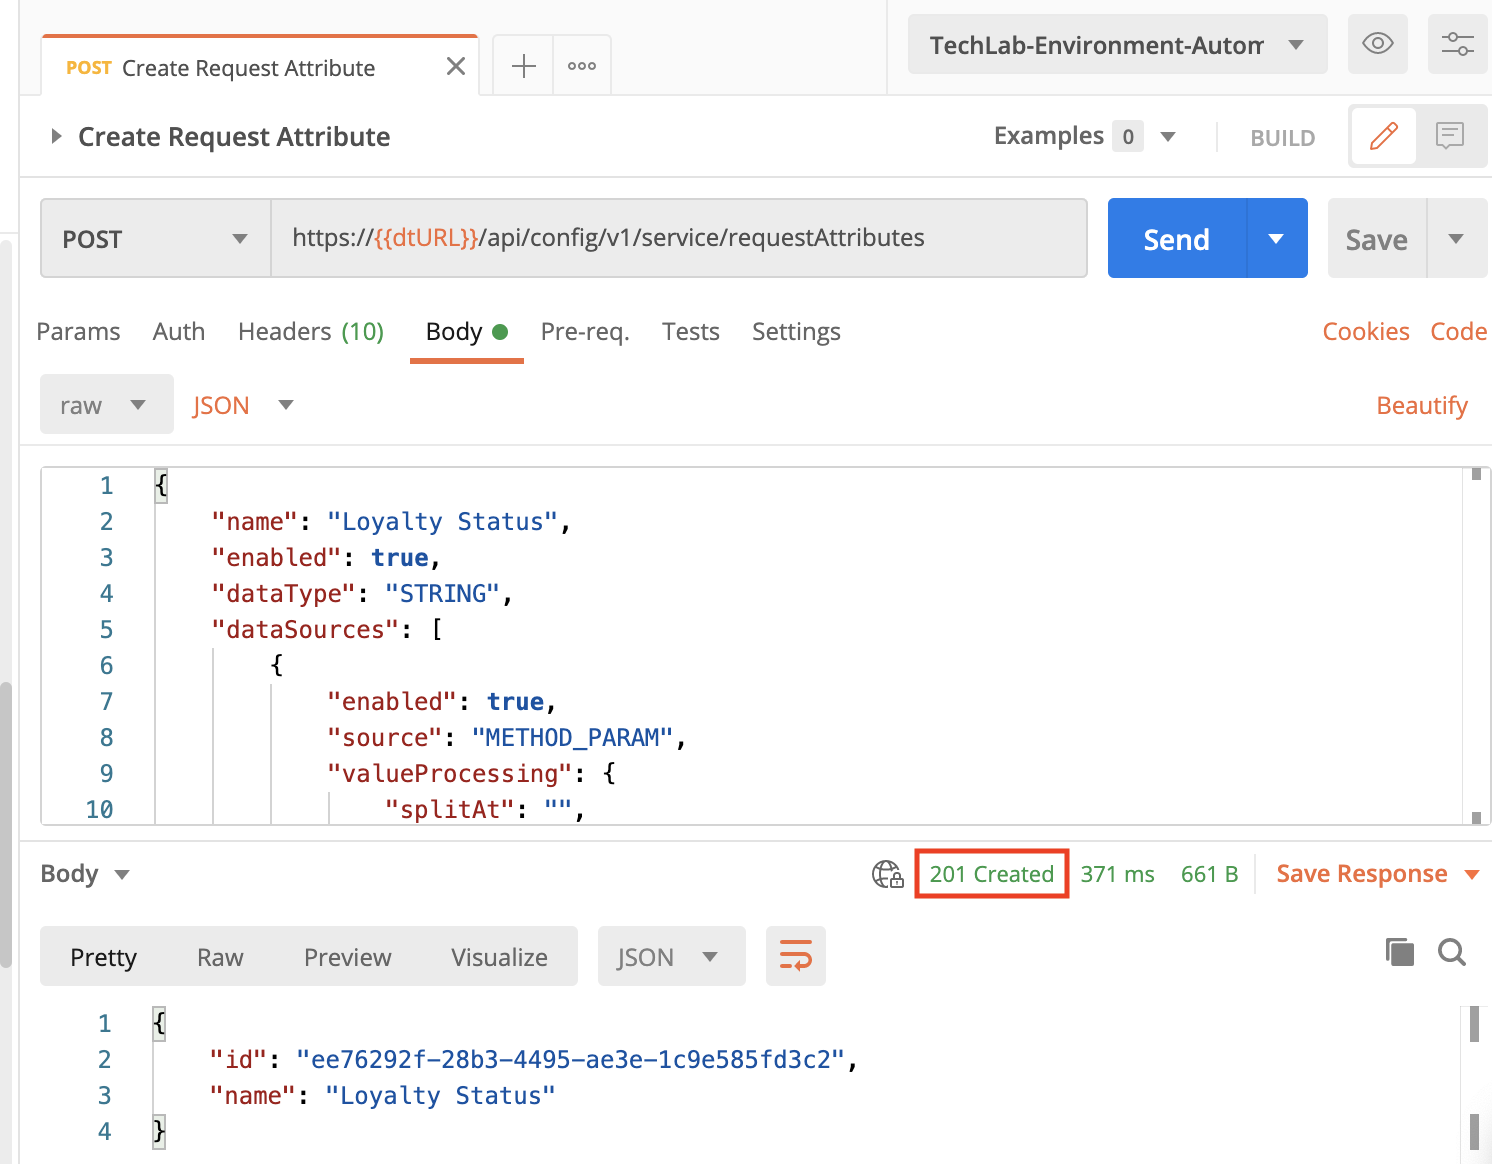 POST Create Request Attribute
TechLab-Environment-Autom
Create Request Attribute
Examples 0
BUILD
POST
https://{{dtURL}}/api/config/v1/service/requestAttributes
Send
Save
Params Auth Headers (10) Body Pre-req. Tests Settings Cookies Code
raw JSON Beautify
1 {
2 "name": "Loyalty Status",
3 "enabled": true,
4 "dataType": "STRING",
5 "dataSources": [
6 {
7 "enabled": true,
8 "source": "METHOD_PARAM",
9 "valueProcessing": {
10 "splitAt": "",
Body 201 Created 371 ms 661 B Save Response
Pretty Raw Preview Visualize JSON
1 {
2 "id": "ee76292f-28b3-4495-ae3e-1c9e585fd3c2",
3 "name": "Loyalty Status"
4 }